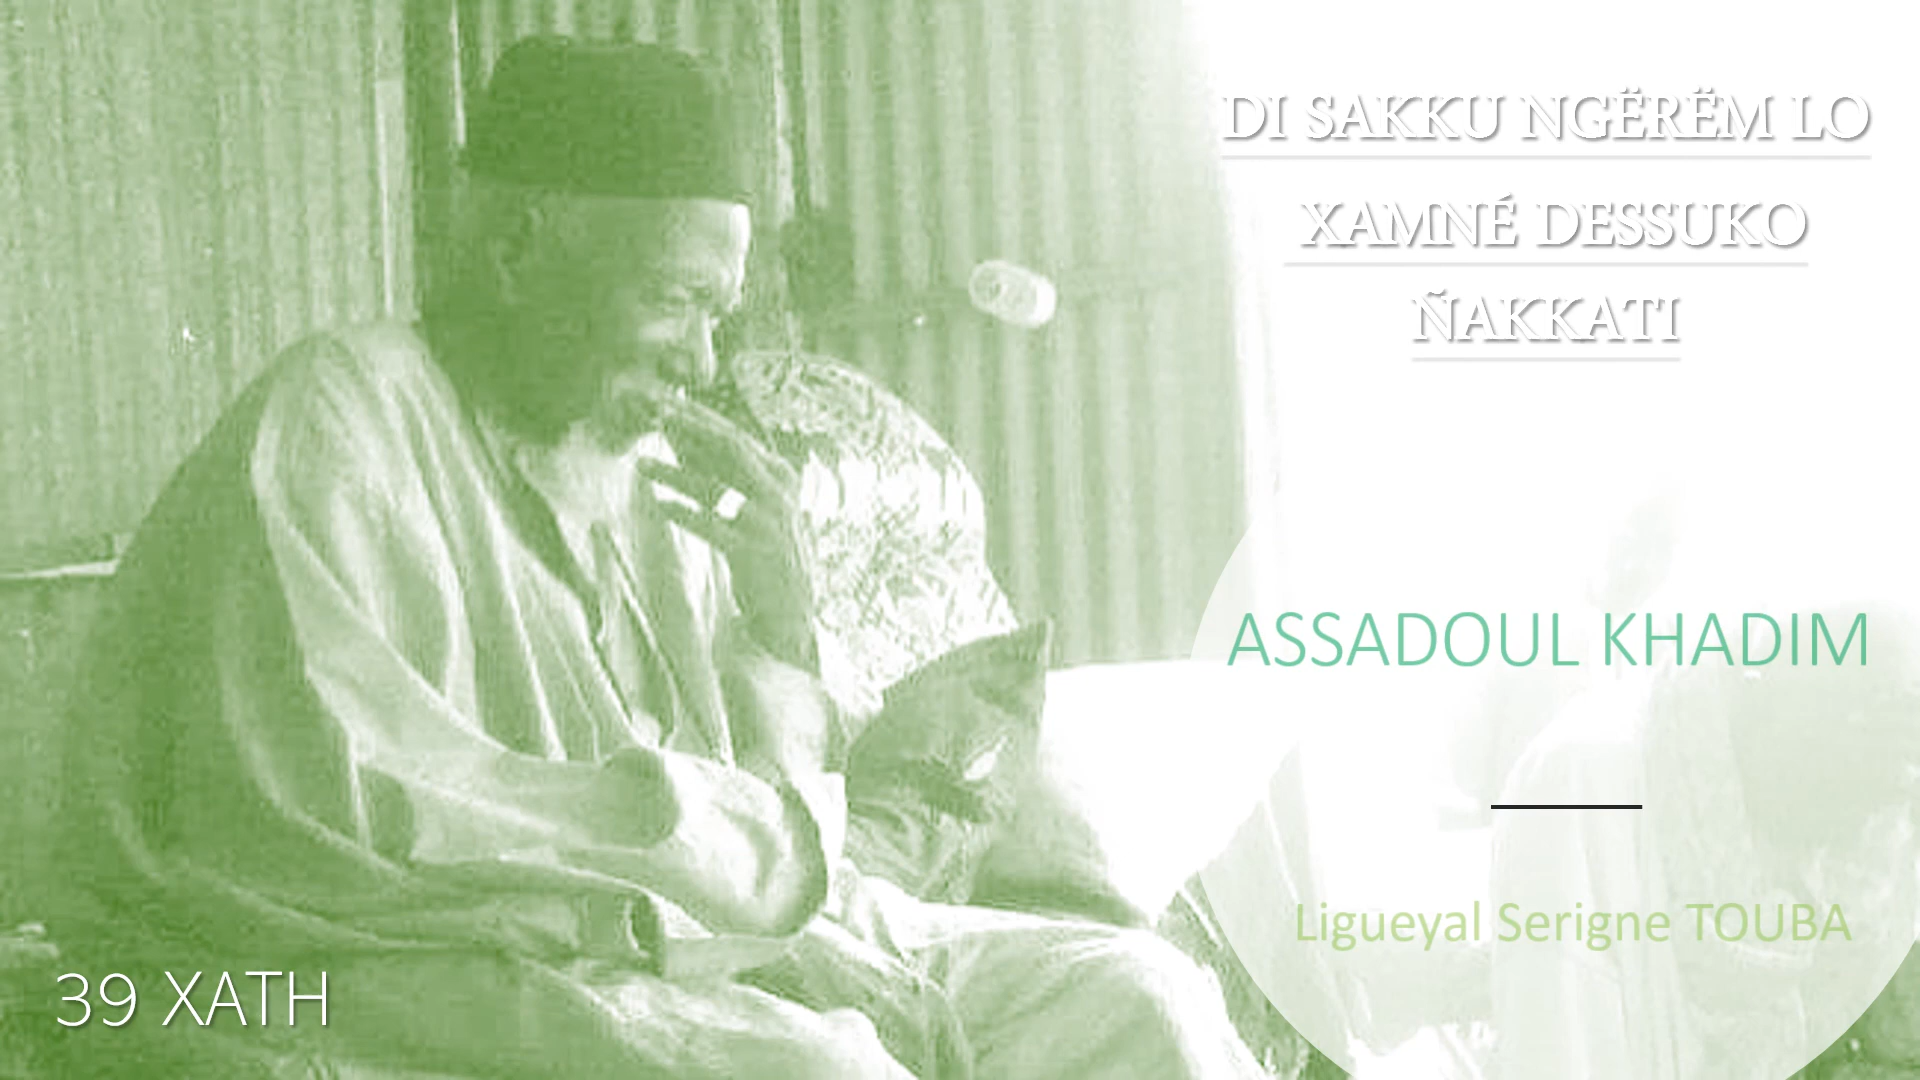 DI SAKKU NGËRËM LO
XAMNÉ DESSUKO
ÑAKKATI
ASSADOUL KHADIM
Ligueyal Serigne TOUBA
39 XATH